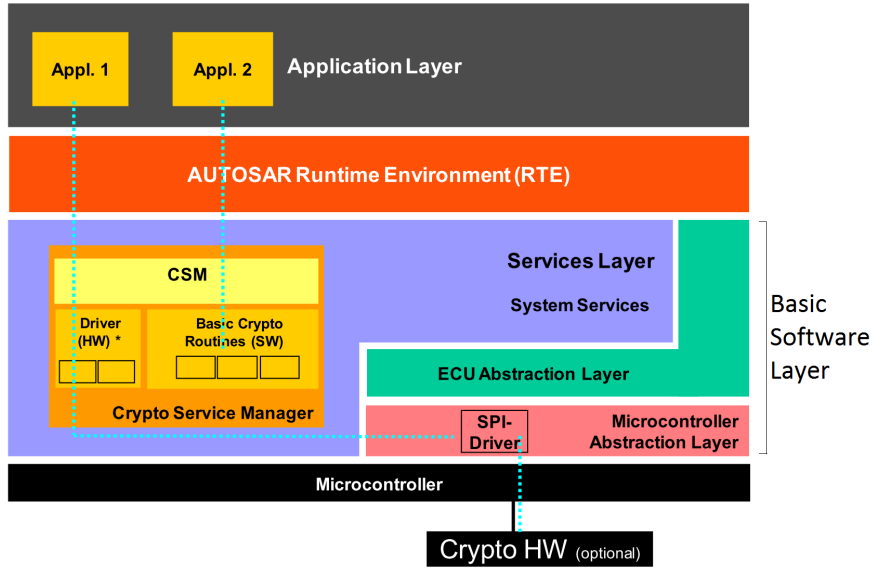 Appl. 1
Appl. 2
Application Layer
AUTOSAR Runtime Environment (RTE)
CSM
Driver
(HW) *
Basic Crypto
Routines (SW)
Crypto Service Manager
Services Layer
System Services
ECU Abstraction Layer
SPI-
Driver
Microcontroller
Abstraction Layer
Basic
Software
Layer
Microcontroller
Crypto HW (optional)